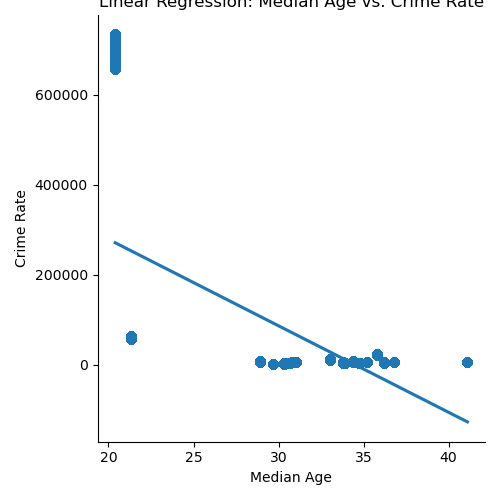 Linear Regression: Median Age vs. Crime Rate
600000
400000
200000
0
Crime Rate
20 25 30 35 40
Median Age